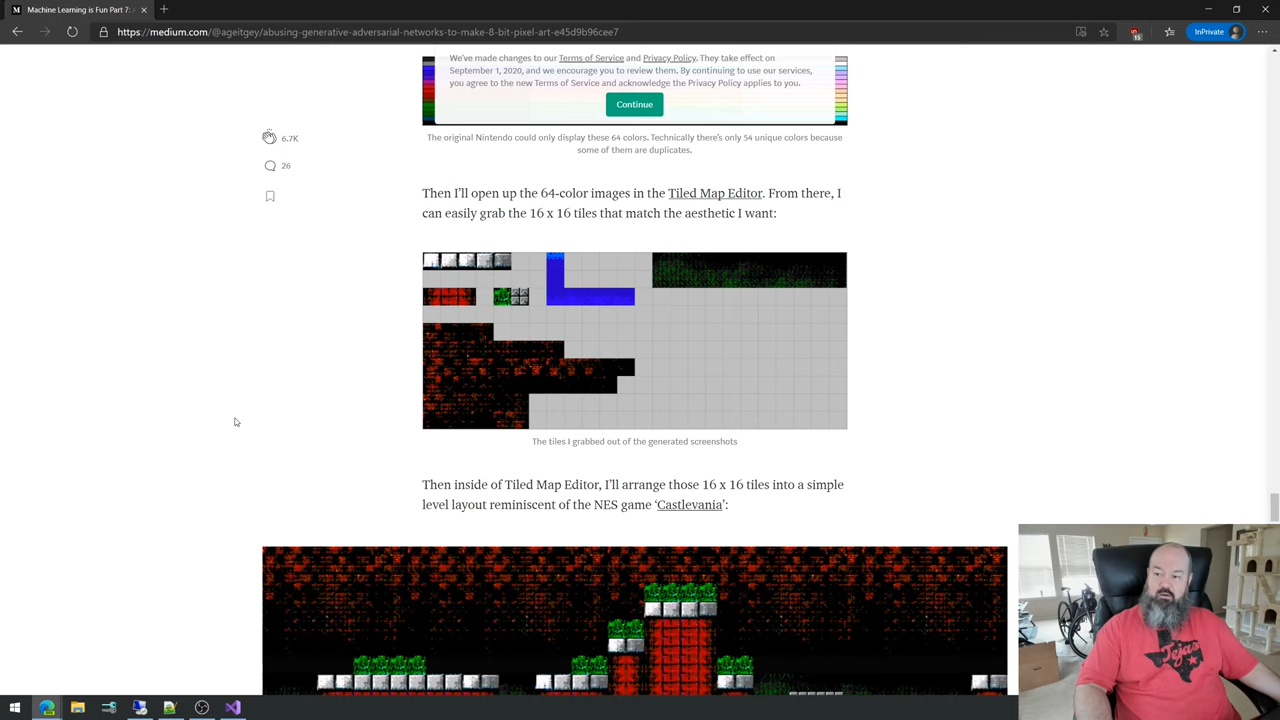 Machine Learning is Fun Part 7: A
https://medium.com/@ageitgey/abusing-generative-adversarial-networks-to-make-8-bit-pixel-art-e45d9b96cee7
15
InPrivate
We've made changes to our Terms of Service and Privacy Policy. They take effect on
September 1, 2020, and we encourage you to review them. By continuing to use our services,
you agree to the new Terms of Service and acknowledge the Privacy Policy applies to you.
Continue
The original Nintendo could only display these 64 colors. Technically there's only 54 unique colors because
some of them are duplicates.
6.7K
26
Then I'll open up the 64-color images in the Tiled Map Editor. From there, I
can easily grab the 16 x 16 tiles that match the aesthetic I want:
The tiles I grabbed out of the generated screenshots
Then inside of Tiled Map Editor, I'll arrange those 16 x 16 tiles into a simple
level layout reminiscent of the NES game 'Castlevania':